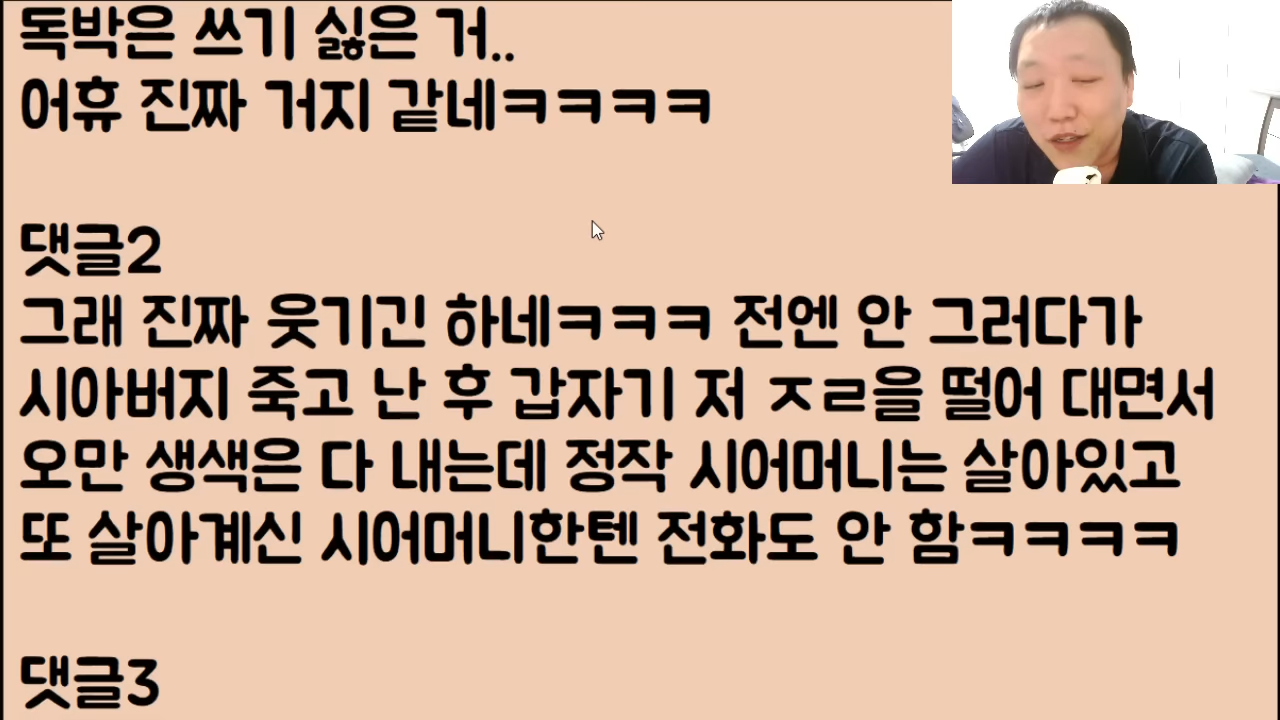 독박은 쓰기 싫은 거..
어휴 진짜 거지 같네ㅋㅋㅋㅋ
댓글2
그래 진짜 웃기긴 하네ㅋㅋㅋ 전엔 안 그러다가
시아버지 죽고 난 후 갑자기 저 ㅈㄹ을 떨어 대면서
오만 생색은 다 내는데 정작 시어머니는 살아있고
또 살아계신 시어머니한텐 전화도 안 함ㅋㅋㅋㅋ
댓글3